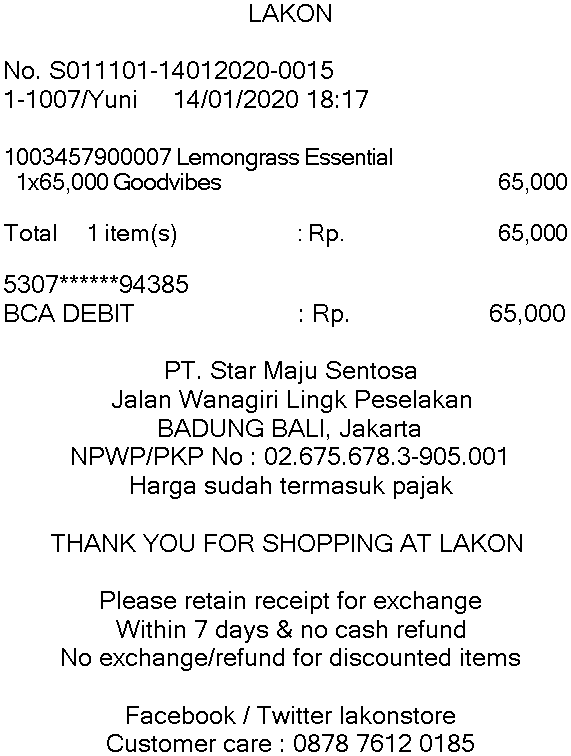 LAKON
No. S011101-14012020-0015
1-1007/Yuni 14/01/2020 18:17
1003457900007 Lemongrass Essential
1x65,000 Goodvibes 65,000
Total 1 item(s) : Rp. 65,000
5307******94385
BCA DEBIT : Rp. 65,000
PT. Star Maju Sentosa
Jalan Wanagiri Lingk Peselakan
BADUNG BALI, Jakarta
NPWP/PKP No : 02.675.678.3-905.001
Harga sudah termasuk pajak
THANK YOU FOR SHOPPING AT LAKON
Please retain receipt for exchange
Within 7 days & no cash refund
No exchange/refund for discounted items
Facebook / Twitter lakonstore
Customer care : 0878 7612 0185